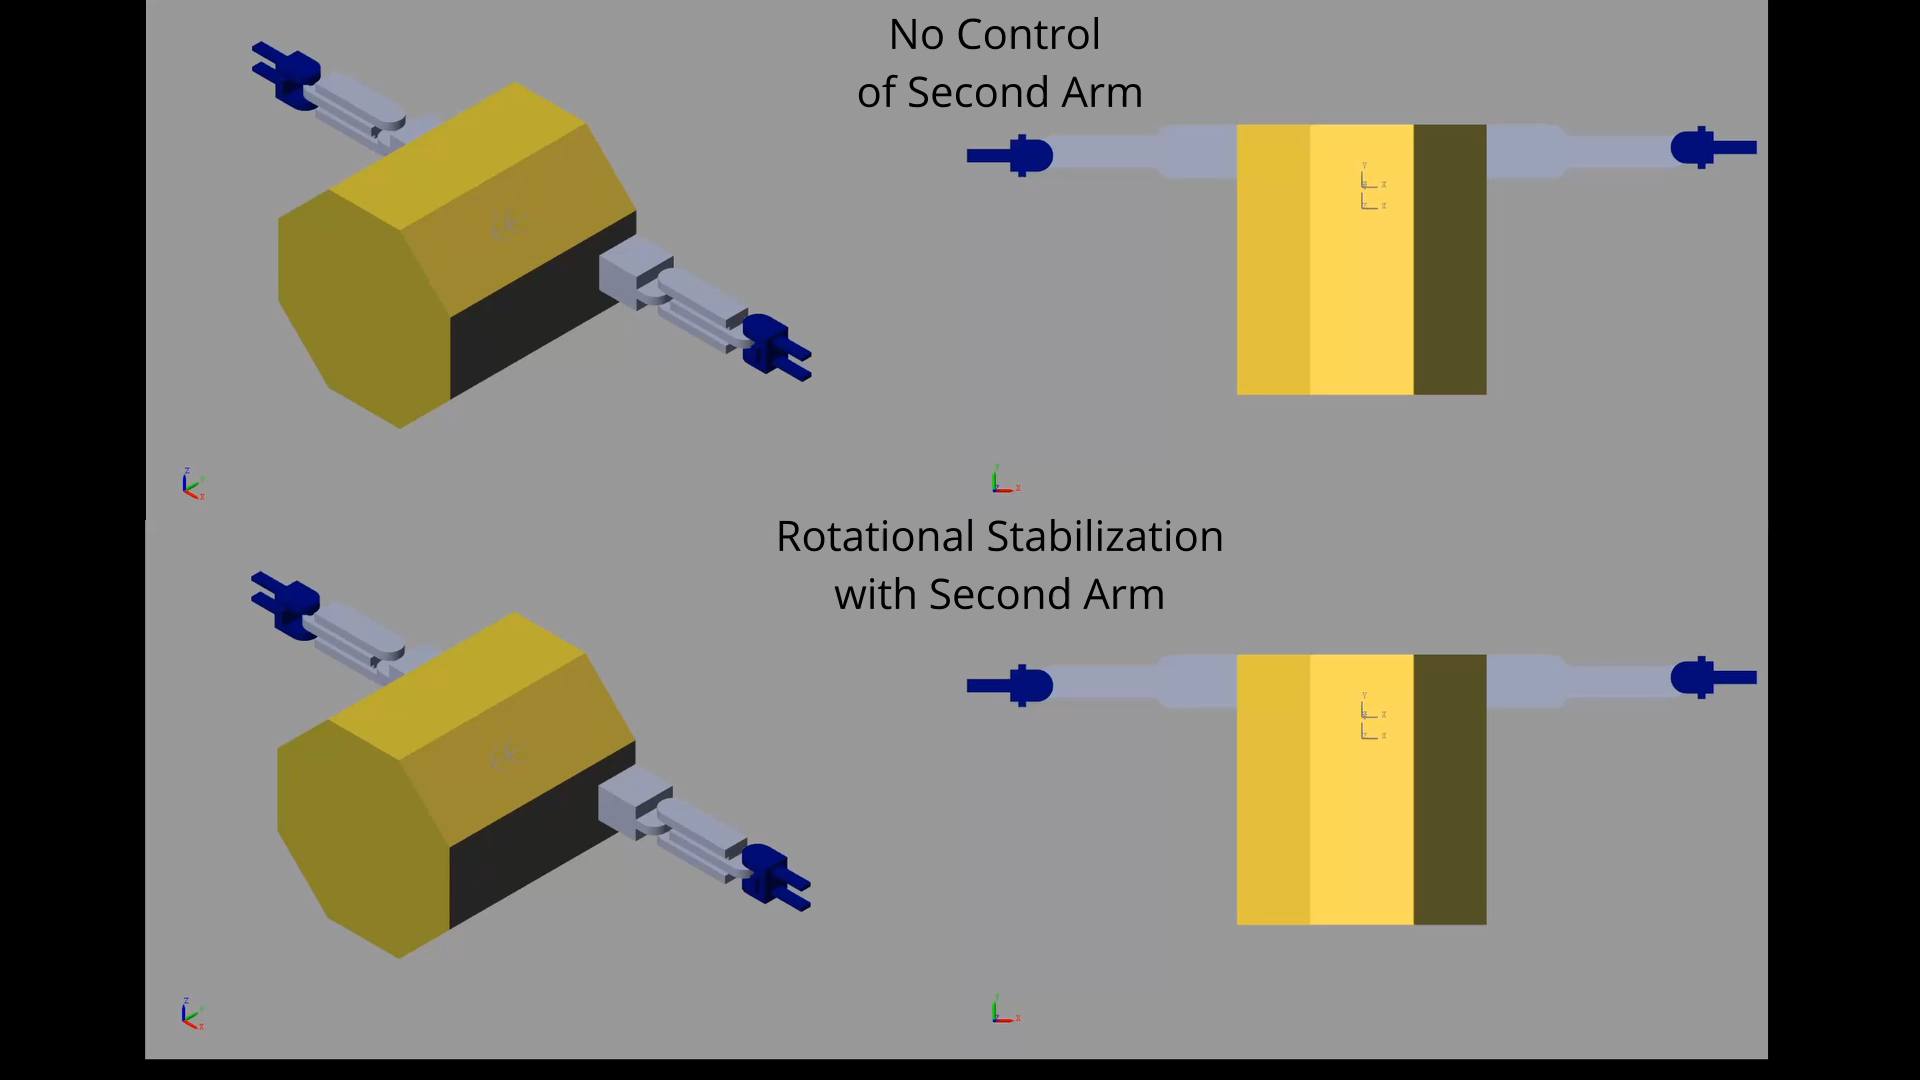 No Control
of Second Arm
Y
X
X
Z
Y
X
Y
X
Rotational Stabilization
with Second Arm
Y
X
X
Z
Y
X
Y
X